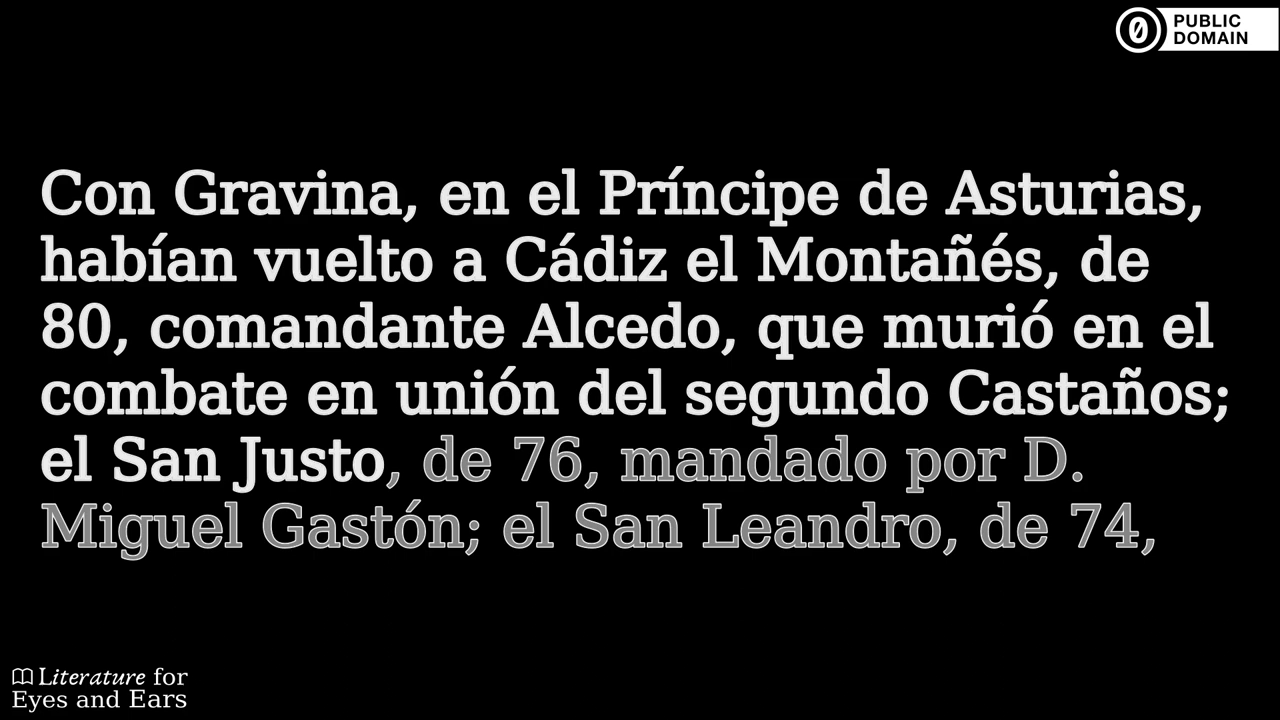 PUBLIC
DOMAIN
Con Gravina, en el Príncipe de Asturias,
habían vuelto a Cádiz el Montañés, de
80, comandante Alcedo, que murió en el
combate en unión del segundo Castaños;
el San Justo, de 76, mandado por D.
Miguel Gastón; el San Leandro, de 74,
Literature for
Eyes and Ears